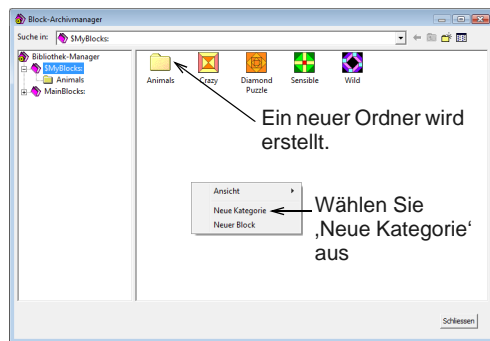 Block-Archivmanager
Suche in: $MyBlocks:
Bibliothek-Manager
$MyBlocks:
Animals
MainBlocks:
Animals
Crazy
Diamond
Puzzle
Sensible
Wild
Ein neuer Ordner wird
erstellt.
Ansicht
Neue Kategorie
Neuer Block
Wählen Sie
‚Neue Kategorie‘
aus
Schliessen